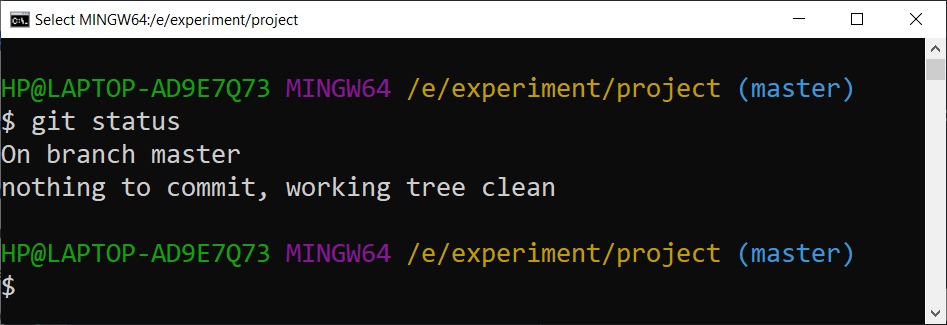 Select MINGW64:/e/experiment/project
HP@LAPTOP-AD9E7Q73 MINGW64 /e/experiment/project (master)
$ git status
On branch master
nothing to commit, working tree clean
HP@LAPTOP-AD9E7Q73 MINGW64 /e/experiment/project (master)
$